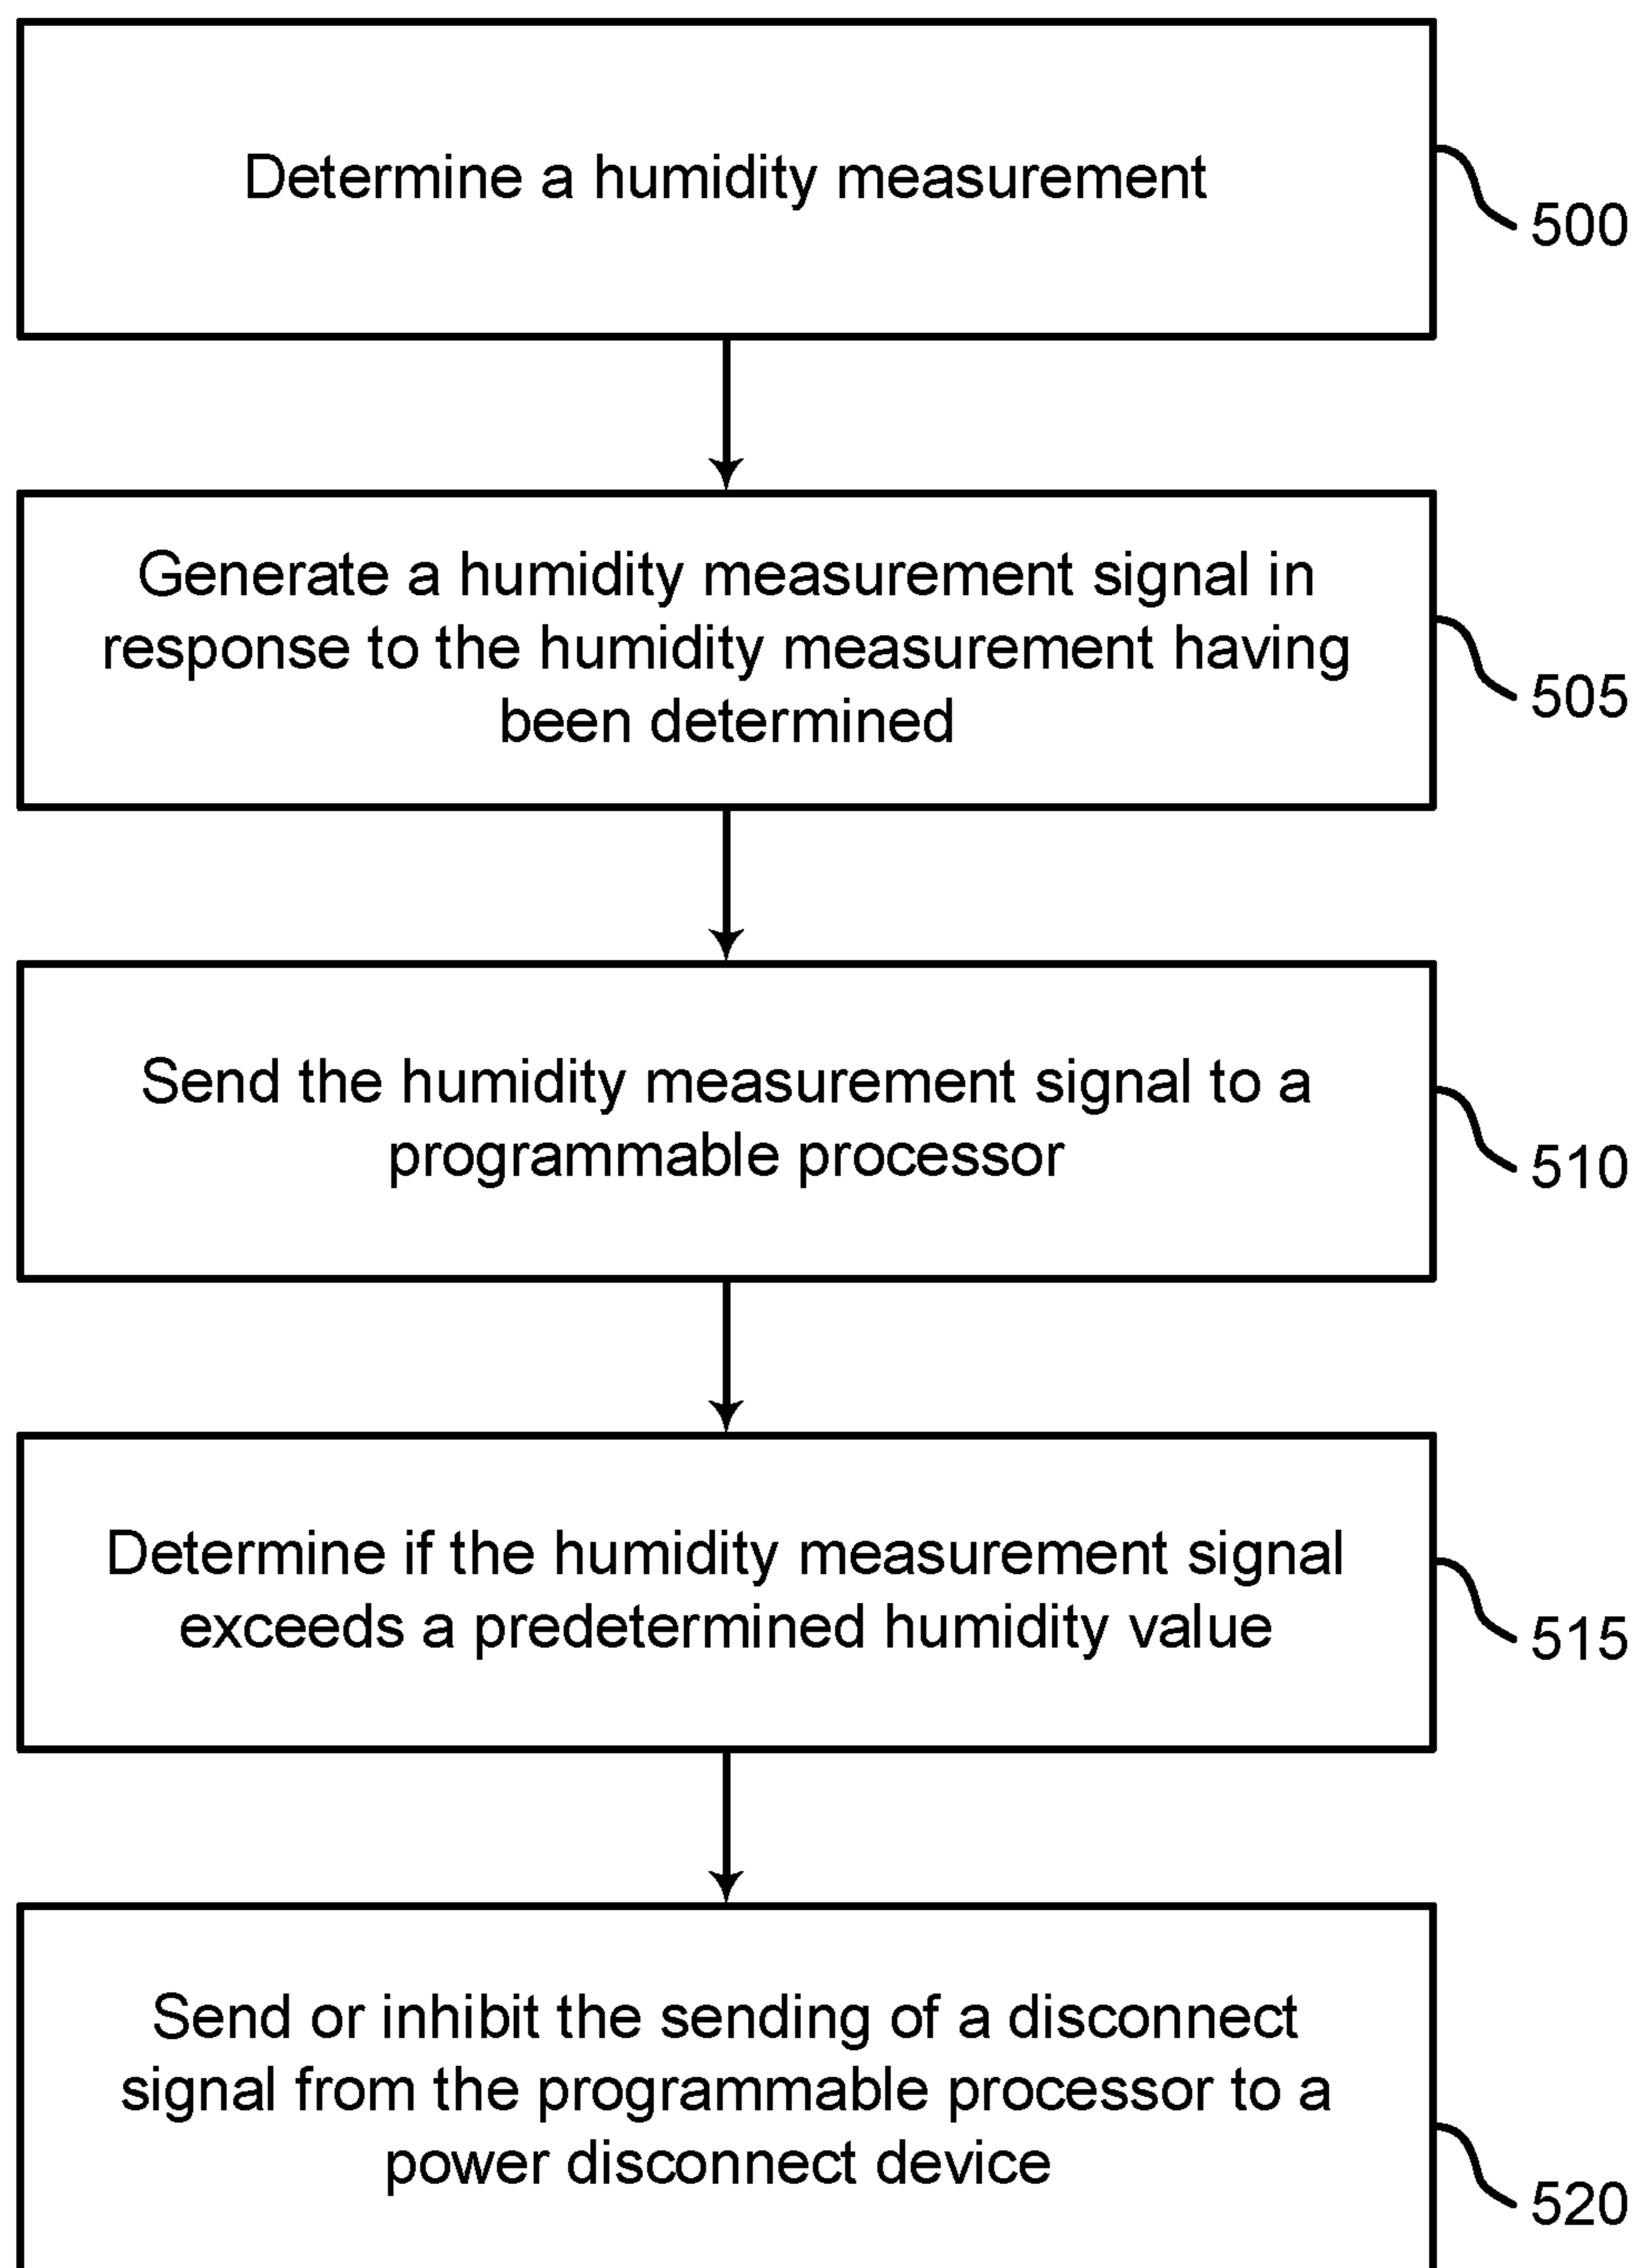 Determine a humidity measurement
500
Generate a humidity measurement signal in
response to the humidity measurement having
been determined
505
Send the humidity measurement signal to a
programmable processor
510
Determine if the humidity measurement signal
exceeds a predetermined humidity value
515
Send or inhibit the sending of a disconnect
signal from the programmable processor to a
power disconnect device
520